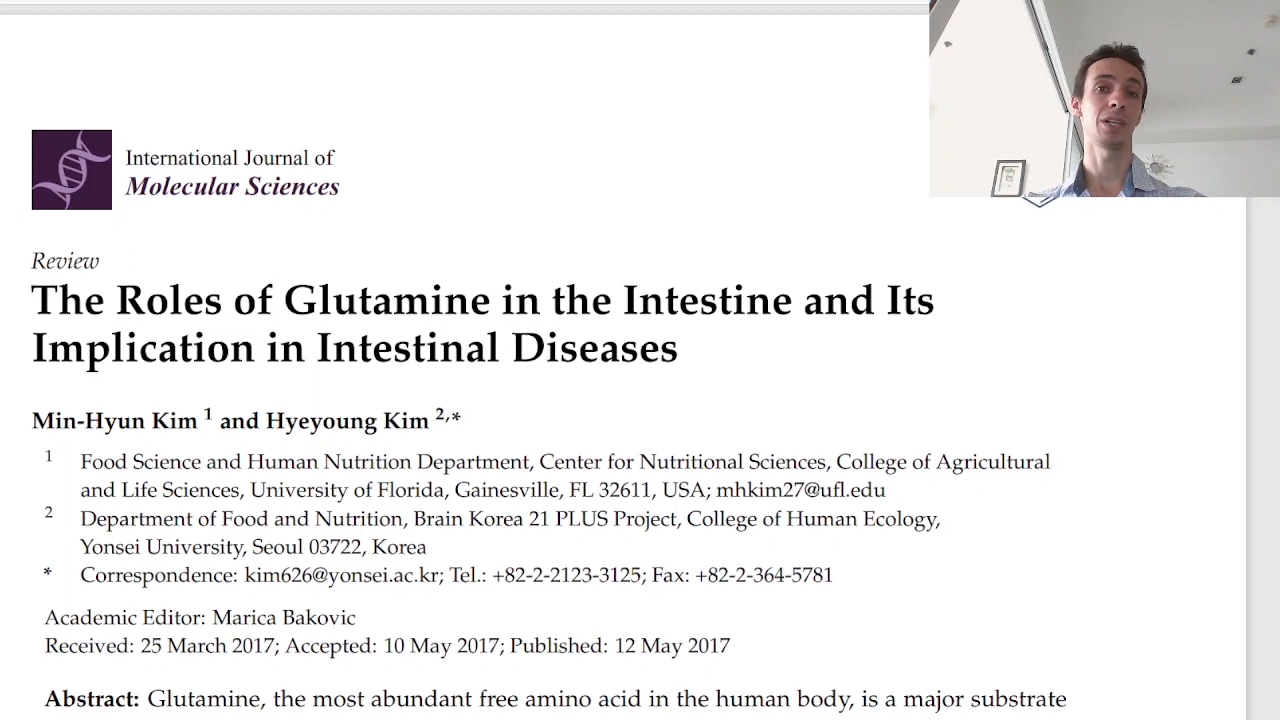 International Journal of
Molecular Sciences
Review
The Roles of Glutamine in the Intestine and Its
Implication in Intestinal Diseases
Min-Hyun Kim 1 and Hyeyoung Kim 2,*
1 Food Science and Human Nutrition Department, Center for Nutritional Sciences, College of Agricultural
and Life Sciences, University of Florida, Gainesville, FL 32611, USA; mhkim27@ufl.edu
2 Department of Food and Nutrition, Brain Korea 21 PLUS Project, College of Human Ecology,
Yonsei University, Seoul 03722, Korea
* Correspondence: kim626@yonsei.ac.kr; Tel.: +82-2-2123-3125; Fax: +82-2-364-5781
Academic Editor: Marica Bakovic
Received: 25 March 2017; Accepted: 10 May 2017; Published: 12 May 2017
Abstract: Glutamine, the most abundant free amino acid in the human body, is a major substrate